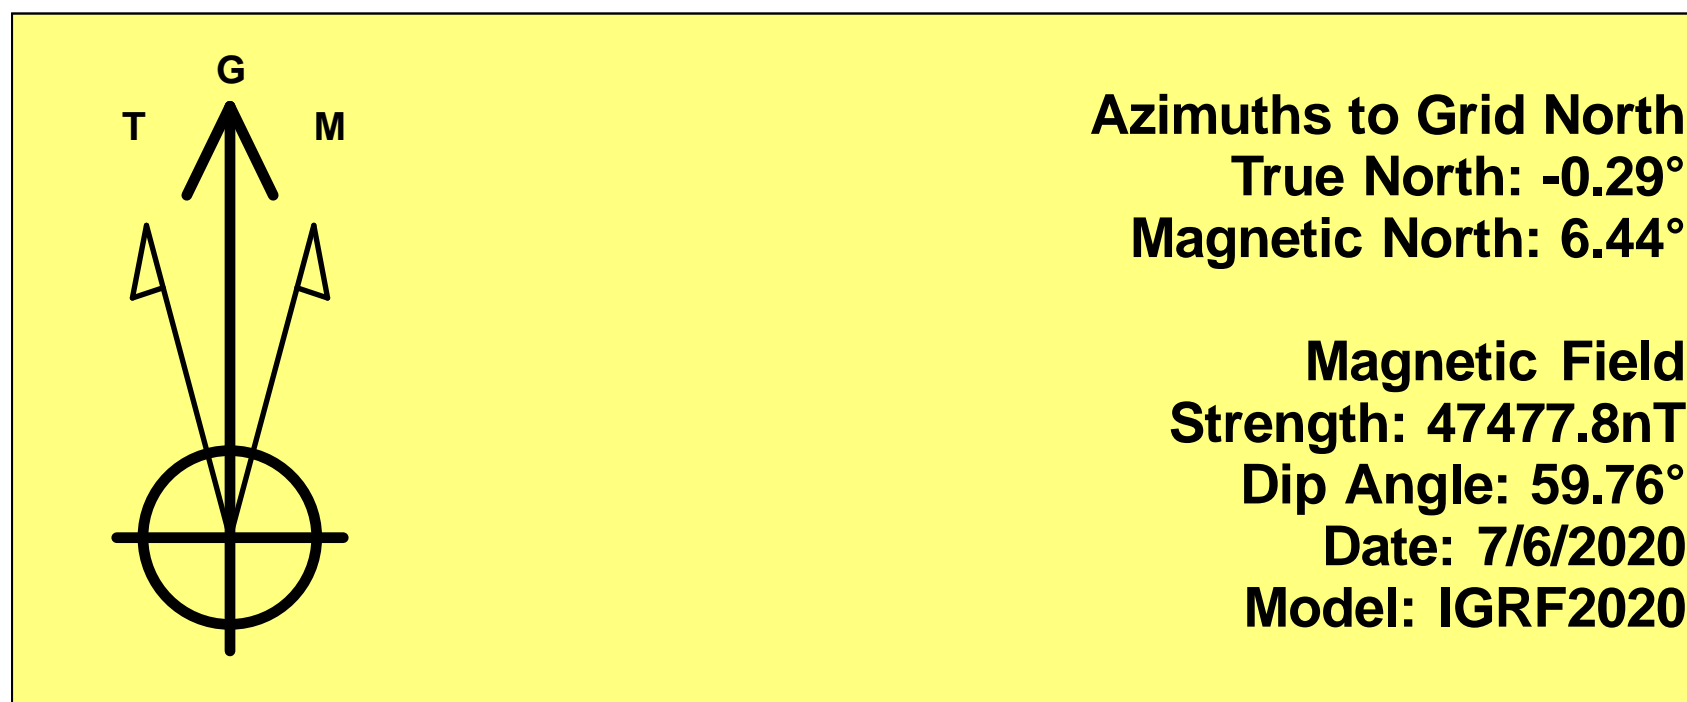 G
T M
Azimuths to Grid North
True North: -0.29°
Magnetic North: 6.44°
Magnetic Field
Strength: 47477.8nT
Dip Angle: 59.76°
Date: 7/6/2020
Model: IGRF2020